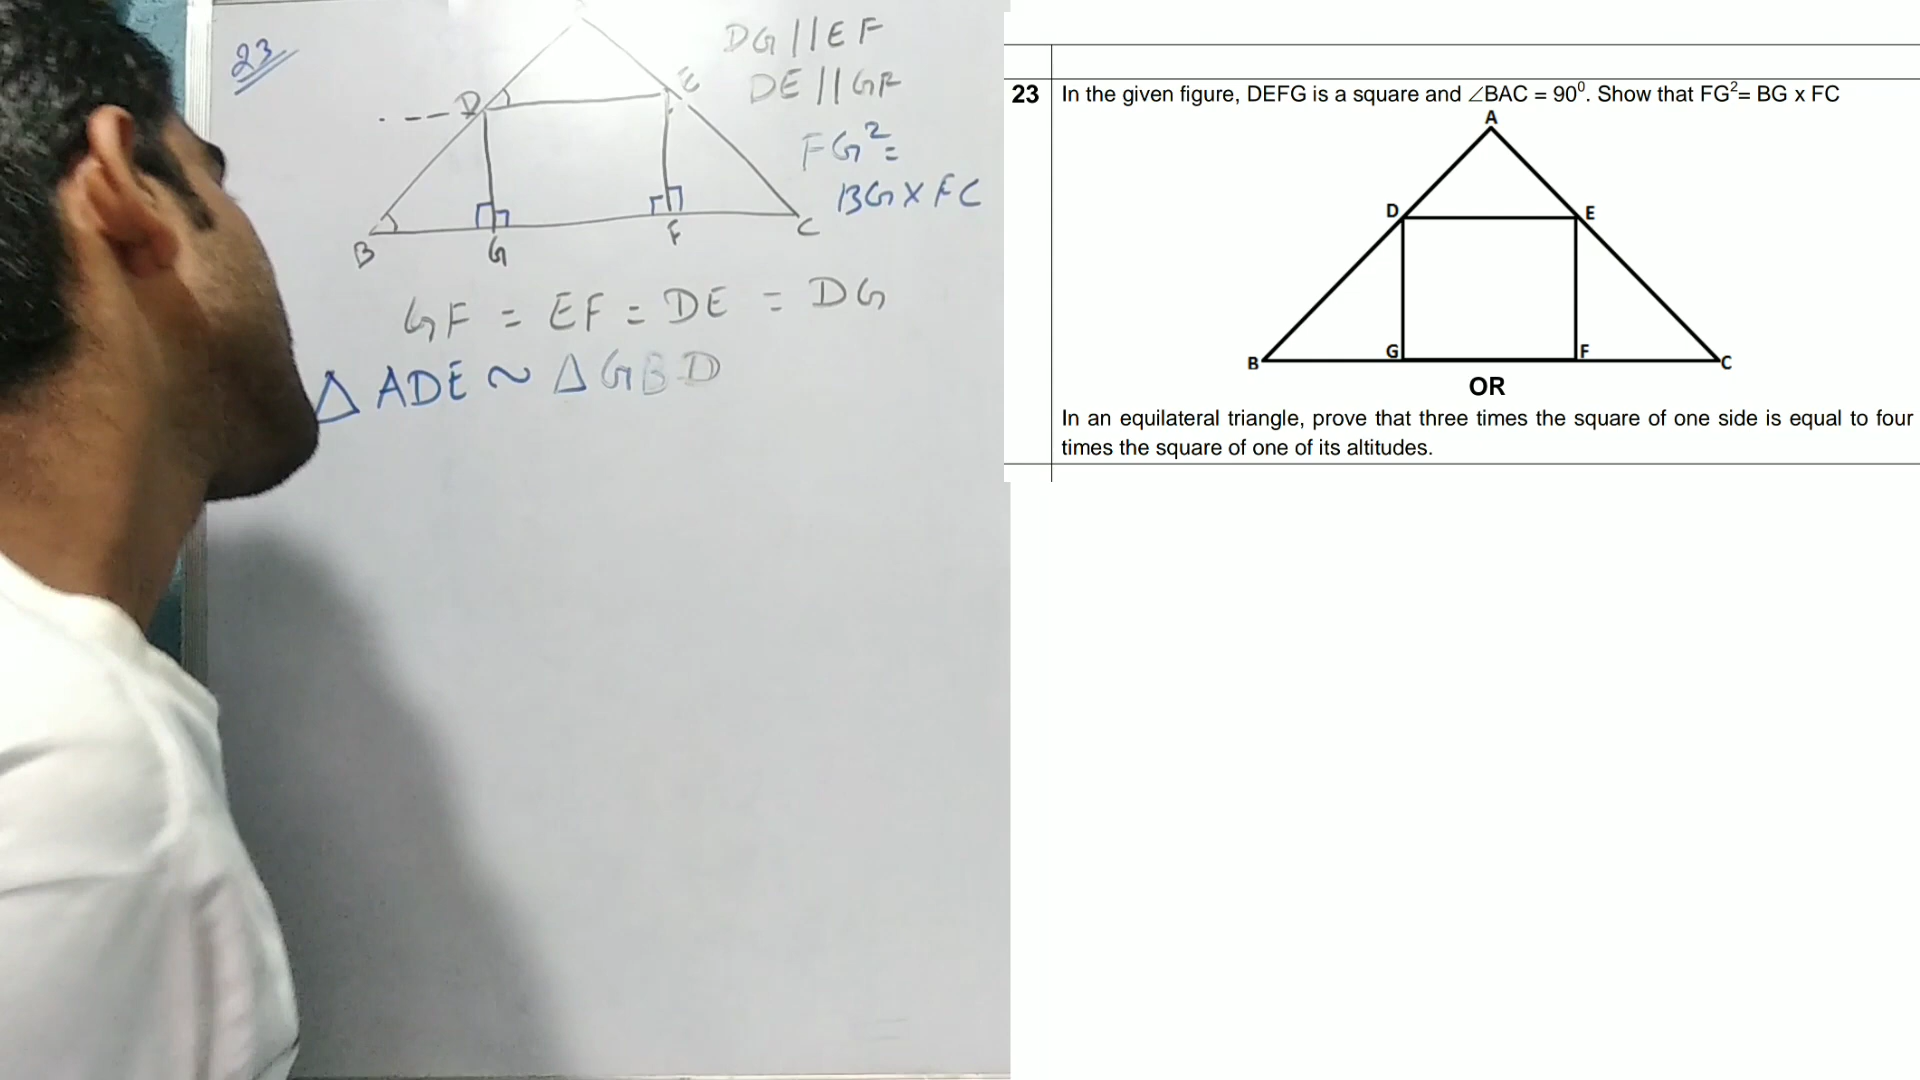 23
D
E
B
G
F
C
DG || EF
DE || GF
FG² =
BG × FC
GF = EF = DE = DG
Δ ADE ~ Δ GBD
23 In the given figure, DEFG is a square and ∠BAC = 90⁰. Show that FG²= BG x FC
A
D
E
B
G
F
C
OR
In an equilateral triangle, prove that three times the square of one side is equal to four
times the square of one of its altitudes.